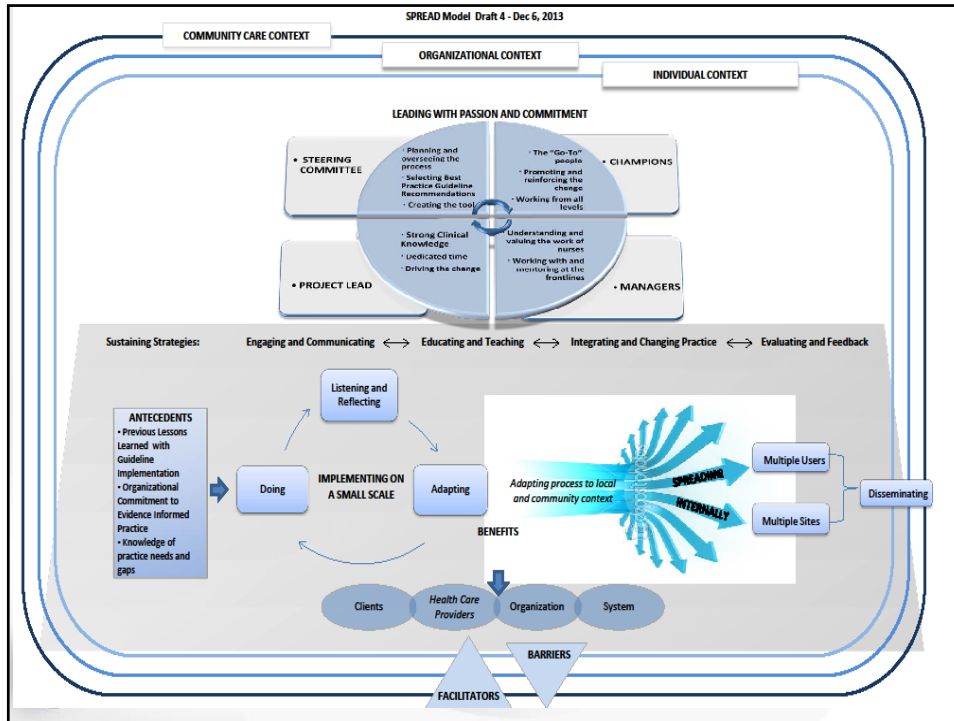 SPREAD Model Draft 4 - Dec 6, 2013
COMMUNITY CARE CONTEXT
ORGANIZATIONAL CONTEXT
INDIVIDUAL CONTEXT
LEADING WITH PASSION AND COMMITMENT
• STEERING
COMMITTEE
• Planning and
overseeing the
process
• Selecting Best
Practice Guideline
Recommendations
• Creating the tool
• The "Go-To"
people
• Promoting and
reinforcing the
change
• Working from all
levels
• CHAMPIONS
• PROJECT LEAD
• Strong Clinical
Knowledge
• Dedicated time
• Driving the change
Understanding and
valuing the work of
nurses
• Working with and
mentoring at the
frontlines
• MANAGERS
Sustaining Strategies:
Engaging and Communicating
Educating and Teaching
Integrating and Changing Practice
Evaluating and Feedback
ANTECEDENTS
• Previous Lessons
Learned with
Guideline
Implementation
• Organizational
Commitment to
Evidence Informed
Practice
• Knowledge of
practice needs and
gaps
Listening and
Reflecting
Doing
IMPLEMENTING ON
A SMALL SCALE
Adapting
Adapting process to local
and community context
SPREADING
INTERNALLY
Multiple Users
Multiple Sites
Disseminating
BENEFITS
Clients
Health Care
Providers
Organization
System
BARRIERS
FACILITATORS